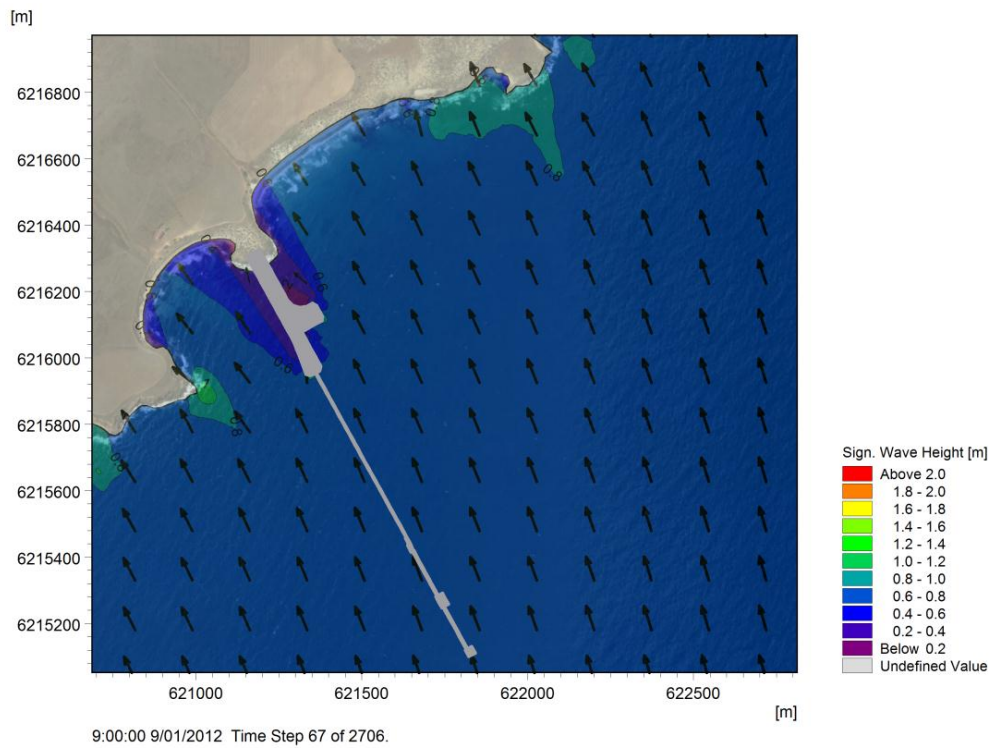 [m]
6216800
6216600
6216400
6216200
6216000
6215800
6215600
6215400
6215200
621000
621500
622000
622500
[m]
Sign. Wave Height [m]
Above 2.0
1.8 - 2.0
1.6 - 1.8
1.4 - 1.6
1.2 - 1.4
1.0 - 1.2
0.8 - 1.0
0.6 - 0.8
0.4 - 0.6
0.2 - 0.4
Below 0.2
Undefined Value
9:00:00 9/01/2012 Time Step 67 of 2706.